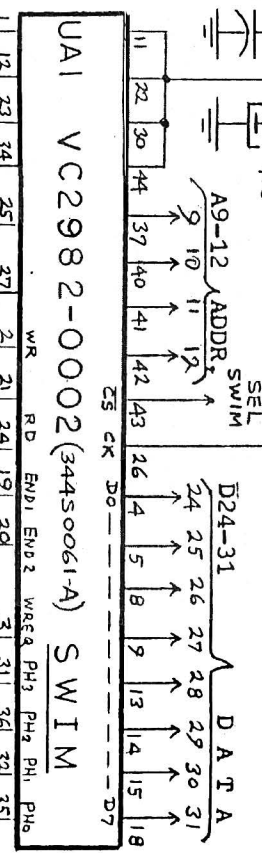 SEL
SWIM
A9-12 ADDR.
9 10 11 12
D24-31 DATA
24 25 26 27 28 29 30 31
11 22 30 44 37 40 41 42 43 26 4 5 8 9 13 14 15 18
CS CK D0 - - - - - - - - D7
UA1 VC2982-0002 (344S0061-A) SWIM
WR RD END1 END2 WREQ PH3 PH2 PH1 PH0
1 12 23 34 25 27 2 21 24 19 20 3 31 36 32 35